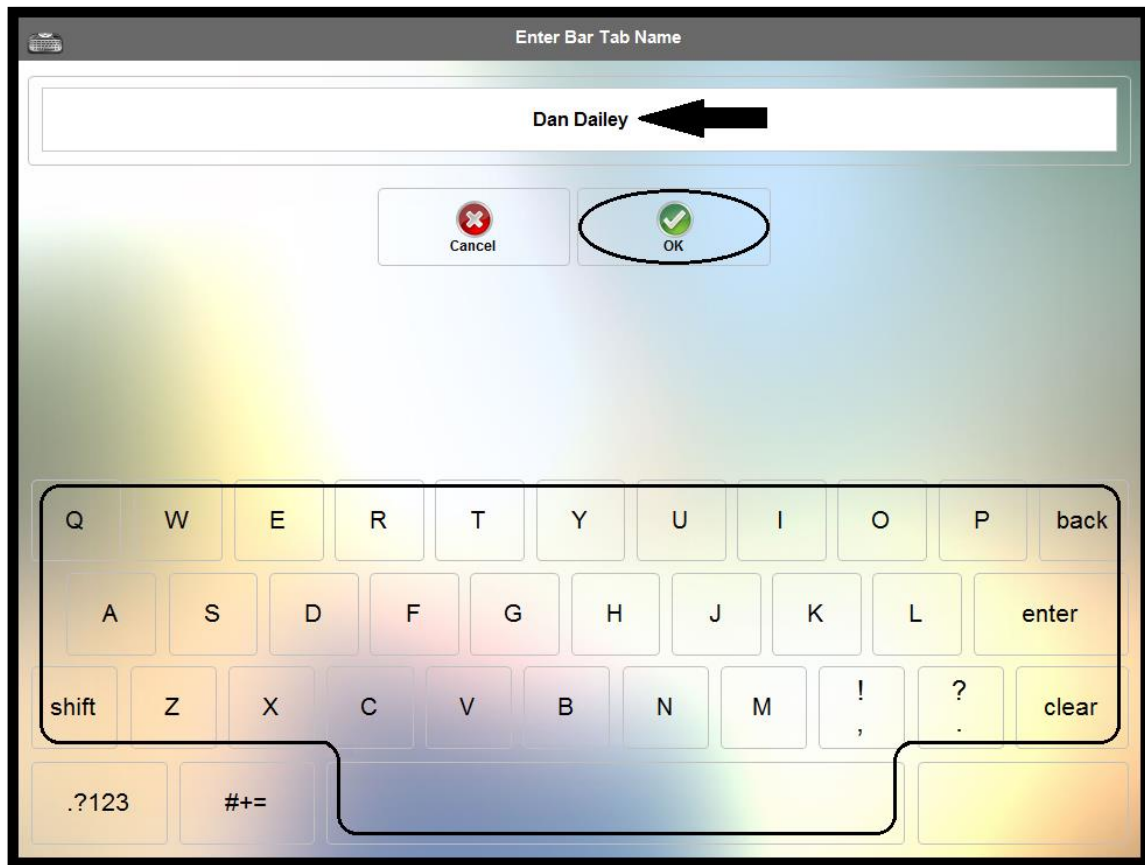 Enter Bar Tab Name
Dan Dailey
Cancel OK
Q W E R T Y U I O P back
A S D F G H J K L enter
shift Z X C V B N M ! , ? . clear
.?123 #+=